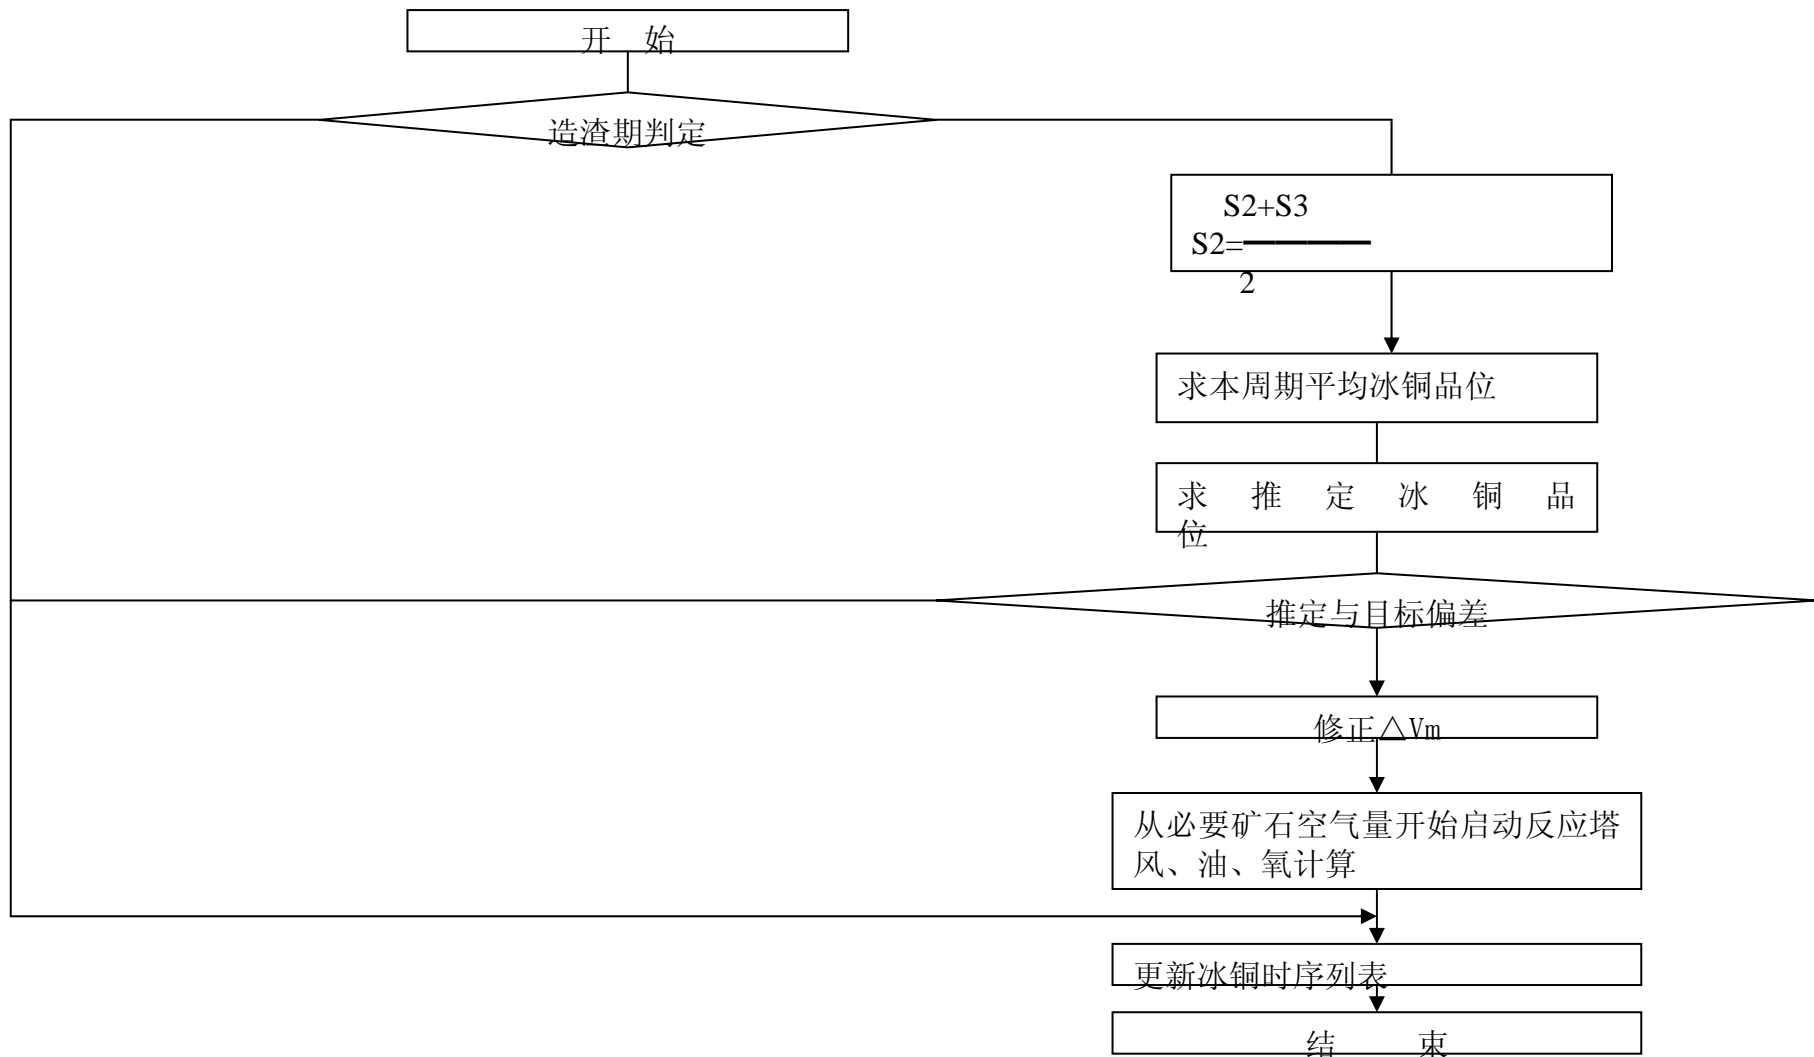 开 始
造渣期判定
S2+S3
S2=
2
求本周期平均冰铜品位
求 推 定 冰 铜 品
位
推定与目标偏差
修正△Vm
从必要矿石空气量开始启动反应塔
风、油、氧计算
更新冰铜时序列表
结 束